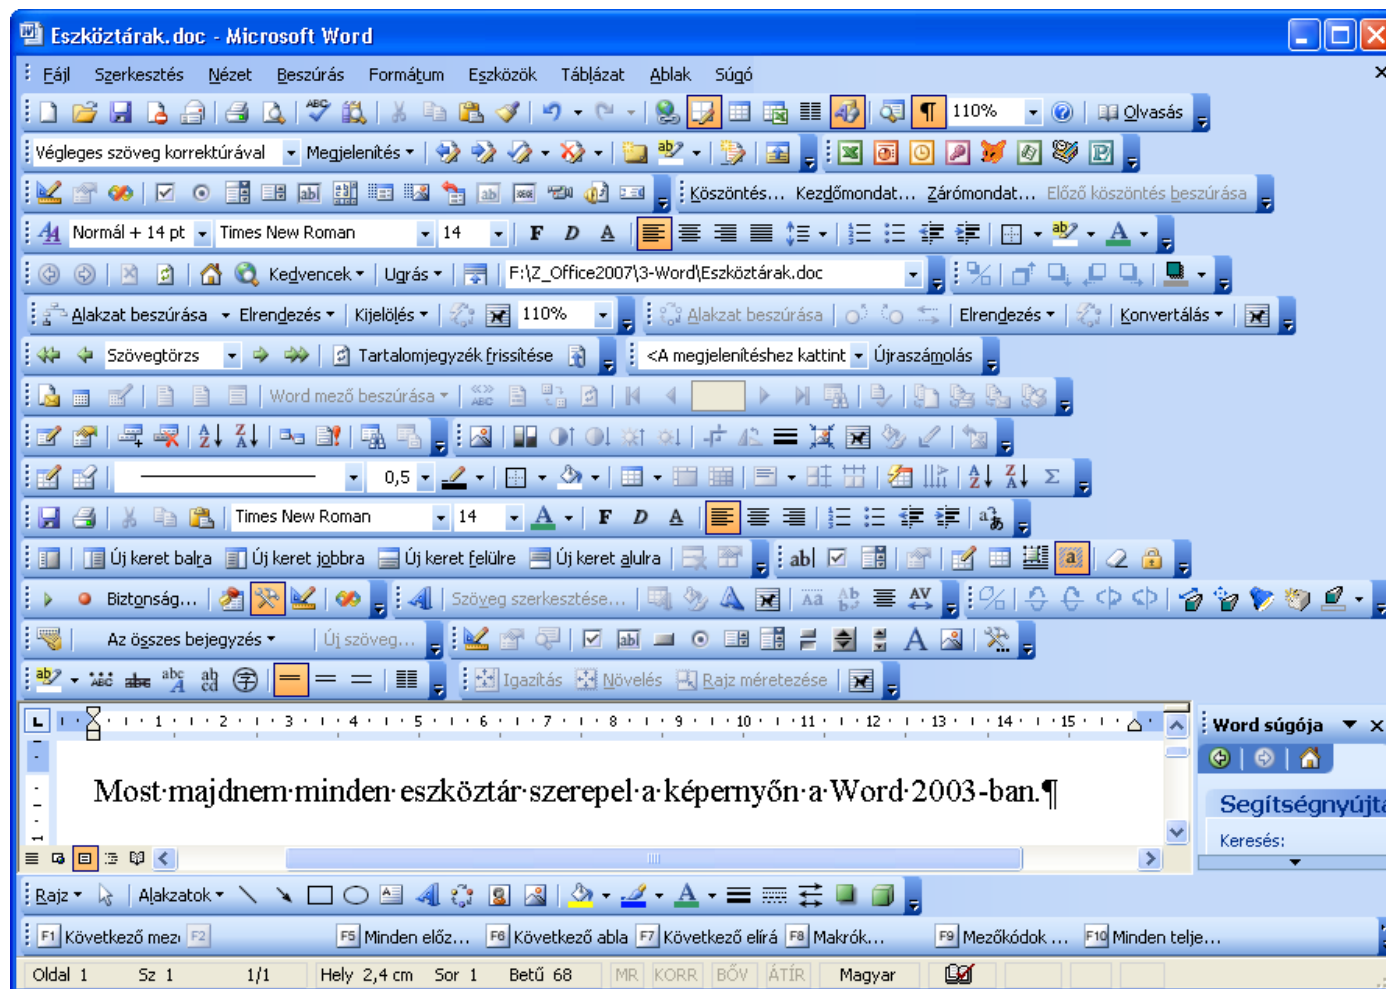 Eszköztárak.doc - Microsoft Word
Fájl Szerkesztés Nézet Beszúrás Formátum Eszközök Táblázat Ablak Súgó
110% Olvasás
Végleges szöveg korrektúrával Megjelenítés
Köszöntés... Kezdőmondat... Zárómondat... Előző köszöntés beszúrása
Normál + 14 pt Times New Roman 14 F D A A
Kedvencek Ugrás F:\Z_Office2007\3-Word\Eszköztárak.doc
Alakzat beszúrása Elrendezés Kijelölés 110% Alakzat beszúrása Elrendezés Konvertálás
Szövegtörzs Tartalomjegyzék frissítése <A megjelenítéshez kattint Újraszámolás
Word mező beszúrása
0,5
Times New Roman 14 A F D A
Új keret balra Új keret jobbra Új keret felülre Új keret alulra ab|
Biztonság... Szöveg szerkesztése...
Az összes bejegyzés Új szöveg...
Igazítás Növelés Rajz méretezése
1 2 3 4 5 6 7 8 9 10 11 12 13 14 15
Word súgója
Most·majdnem·minden·eszköztár·szerepel·a·képernyőn·a·Word·2003-ban.¶
Segítségnyújtá
Keresés:
Rajz Alakzatok
F1 Következő mező F2 F5 Minden előz... F6 Következő abla F7 Következő elírá F8 Makrók... F9 Mezőkódok ... F10 Minden telje...
Oldal 1 Sz 1 1/1 Hely 2,4 cm Sor 1 Betű 68 MR KORR BŐV ÁTÍR Magyar